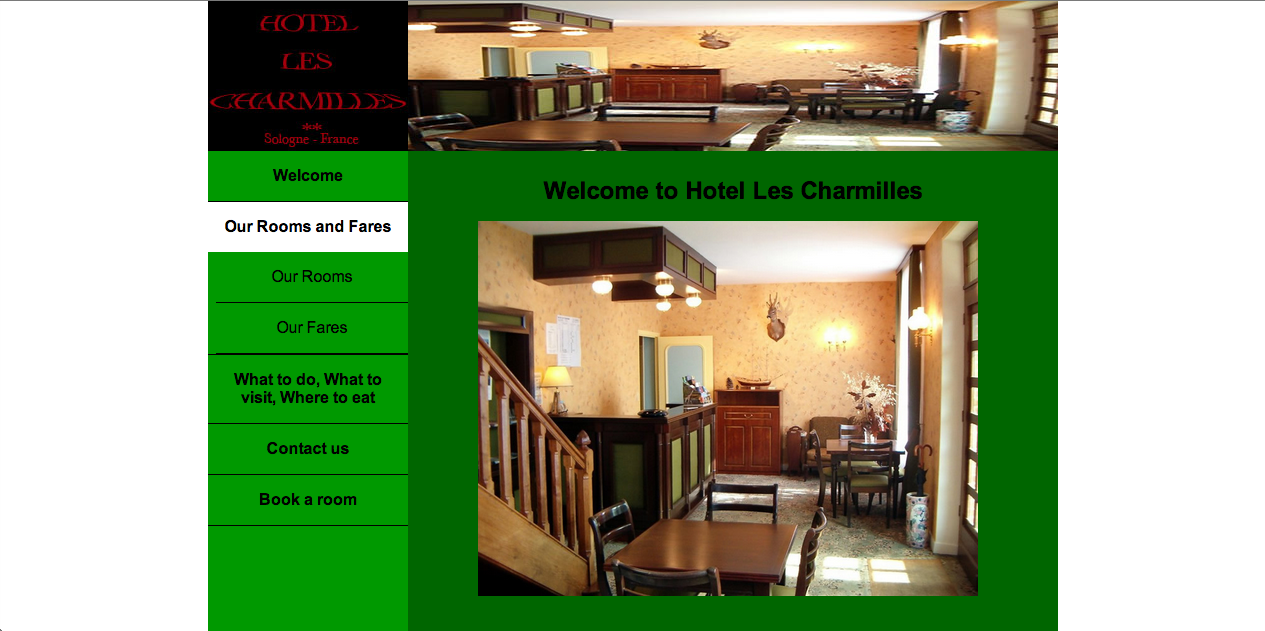 HOTEL
LES
CHARMILLES
**
Sologne - France
Welcome
Our Rooms and Fares
Our Rooms
Our Fares
What to do, What to
visit, Where to eat
Contact us
Book a room
Welcome to Hotel Les Charmilles